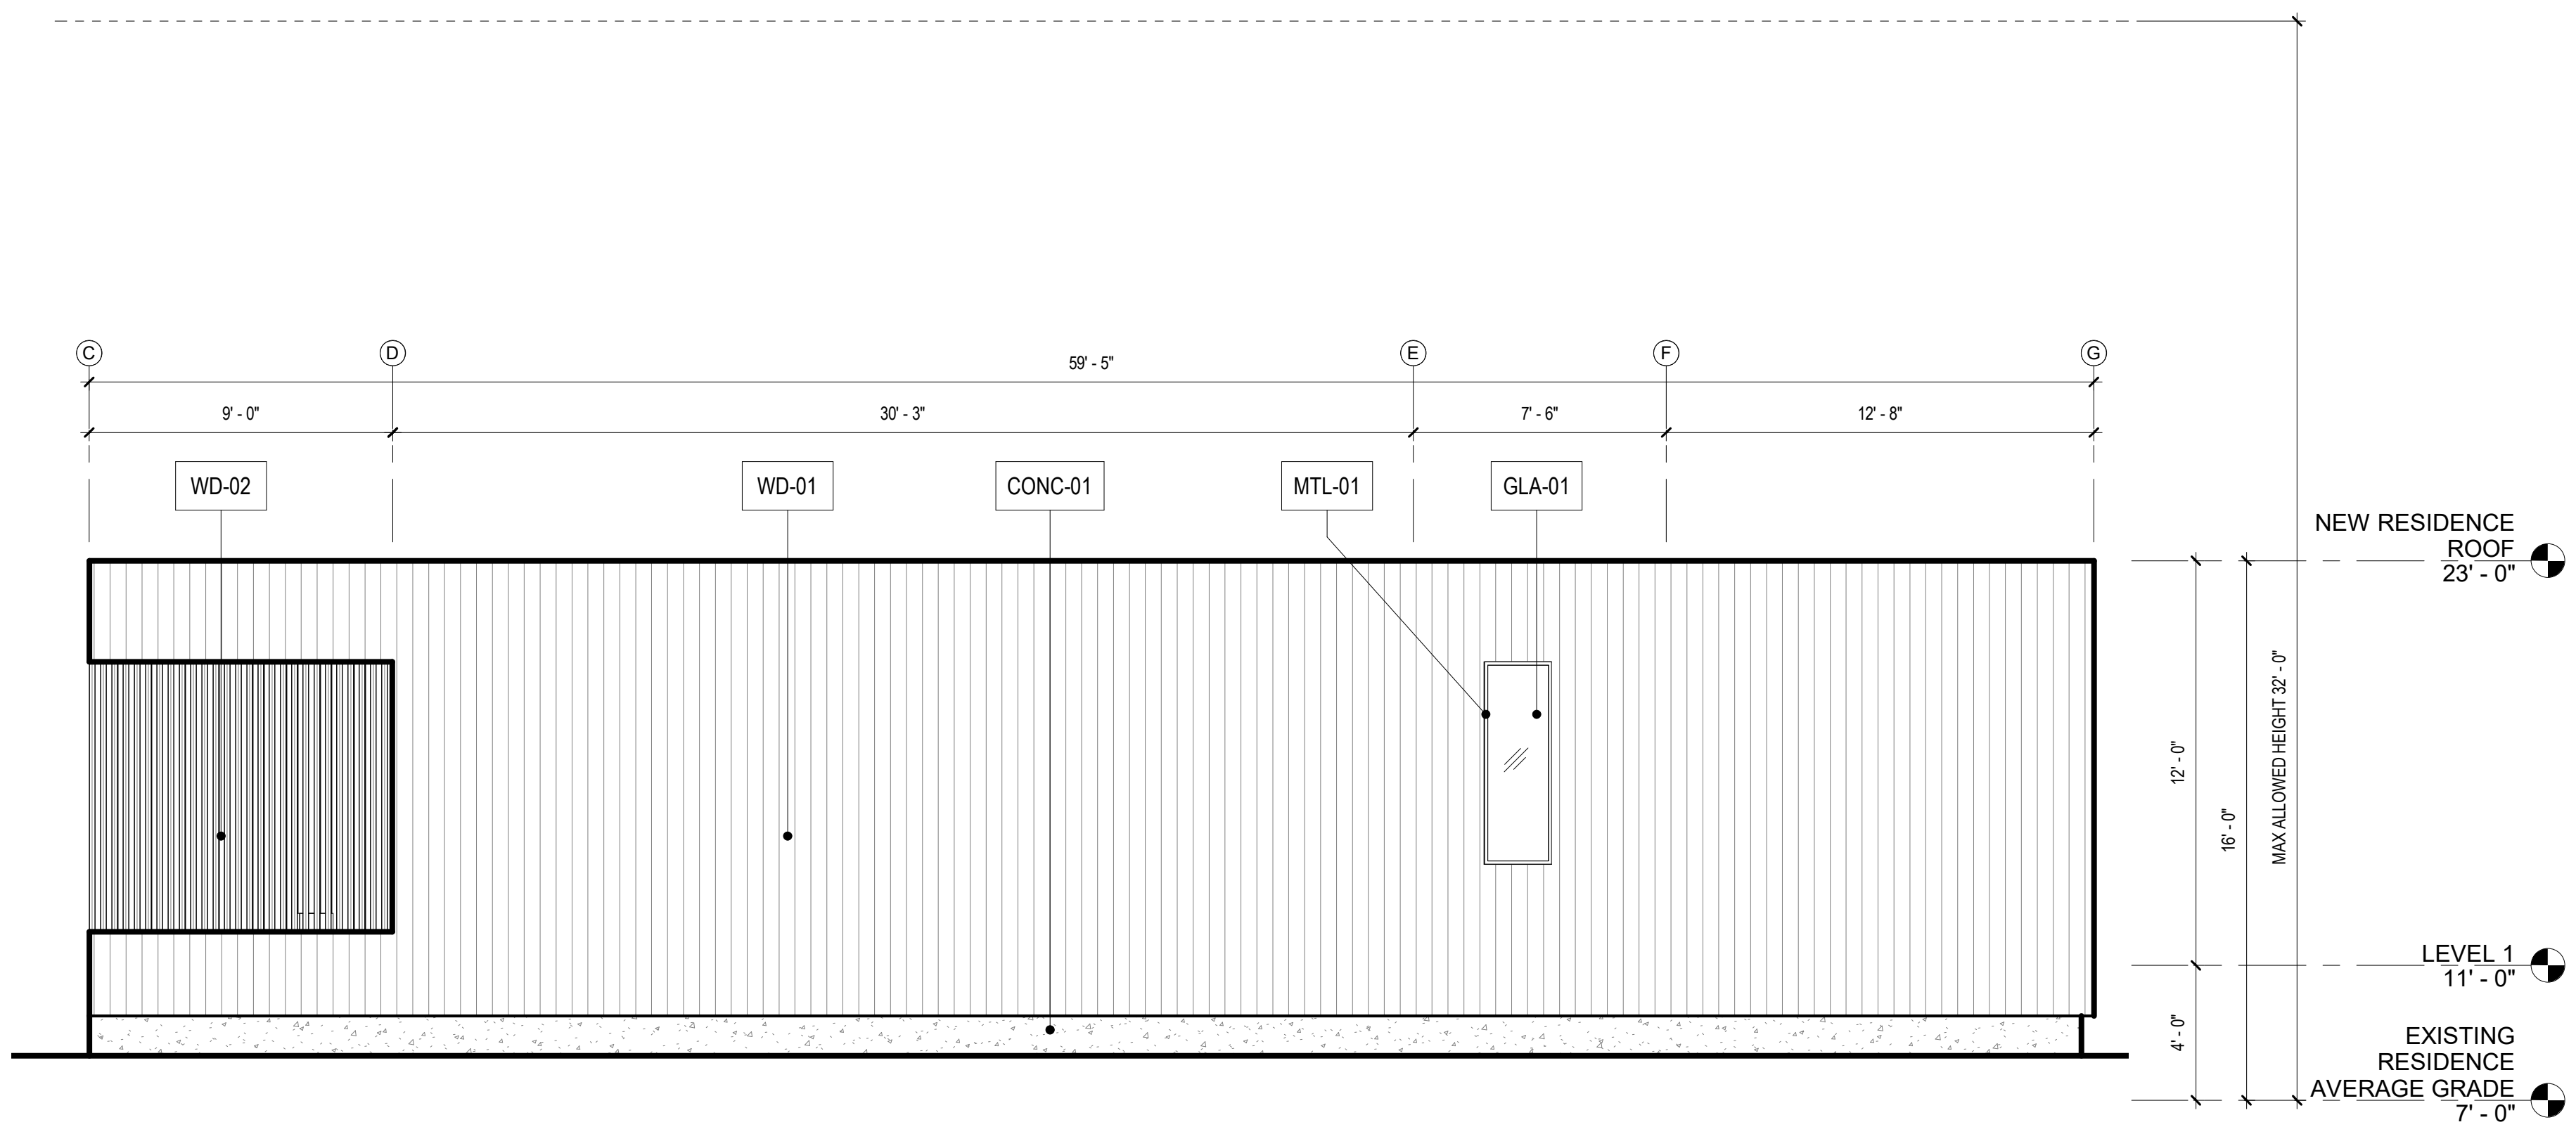 C
D
E
F
G
59' - 5"
9' - 0"
30' - 3"
7' - 6"
12' - 8"
WD-02
WD-01
CONC-01
MTL-01
GLA-01
NEW RESIDENCE
ROOF
23' - 0"
12' - 0"
16' - 0"
MAX ALLOWED HEIGHT 32' - 0"
LEVEL 1
11' - 0"
4' - 0"
EXISTING
RESIDENCE
AVERAGE GRADE
7' - 0"